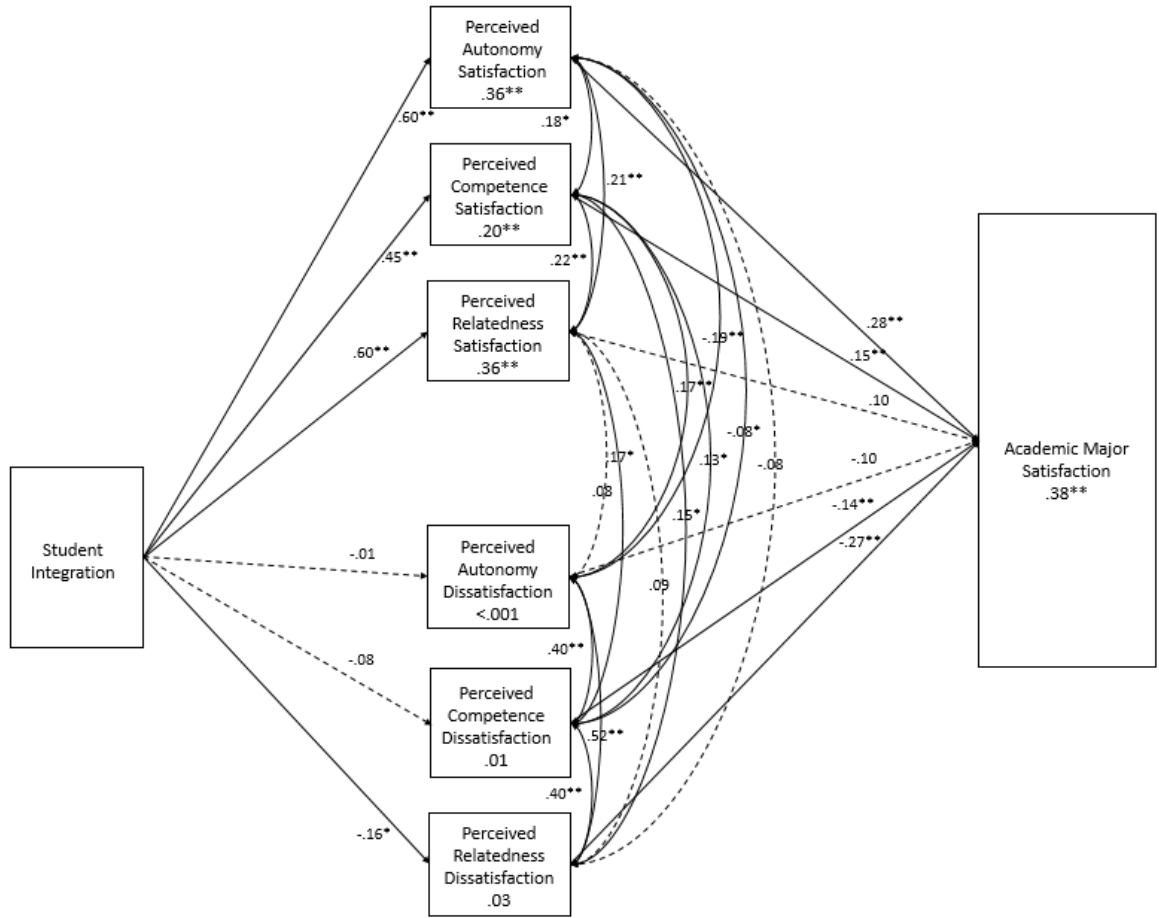 Perceived
Autonomy
Satisfaction
.36**
.60**
.18*
Perceived
Competence
Satisfaction
.20**
.21**
.45**
.22**
Perceived
Relatedness
Satisfaction
.36**
.60**
.28**
-.19**
.15**
.17**
.10
-.08*
.17*
.13*
-.08
-.10
Academic Major
Satisfaction
.38**
.08
.15*
-.14**
-.27**
Student
Integration
-.01
Perceived
Autonomy
Dissatisfaction
<.001
.09
.40**
-.08
Perceived
Competence
Dissatisfaction
.01
.52**
.40**
-.16*
Perceived
Relatedness
Dissatisfaction
.03